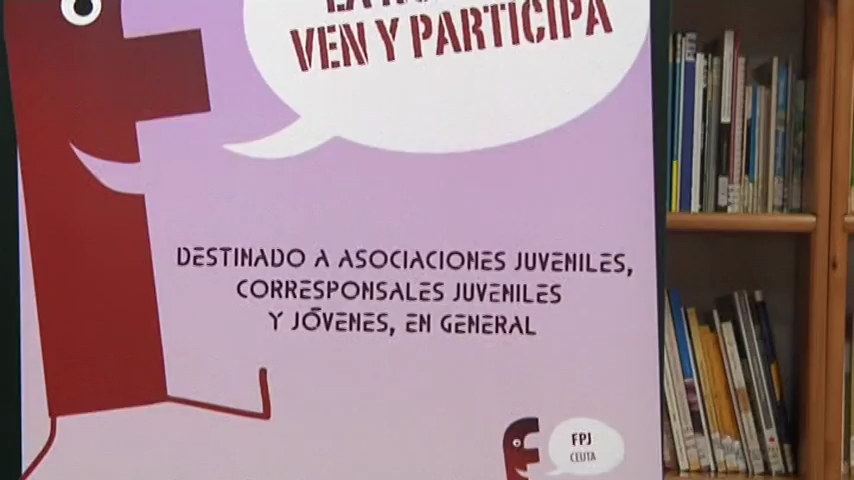 VEN Y PARTICIPA
DESTINADO A ASOCIACIONES JUVENILES,
CORRESPONSALES JUVENILES
Y JÓVENES, EN GENERAL
FPJ
CEUTA